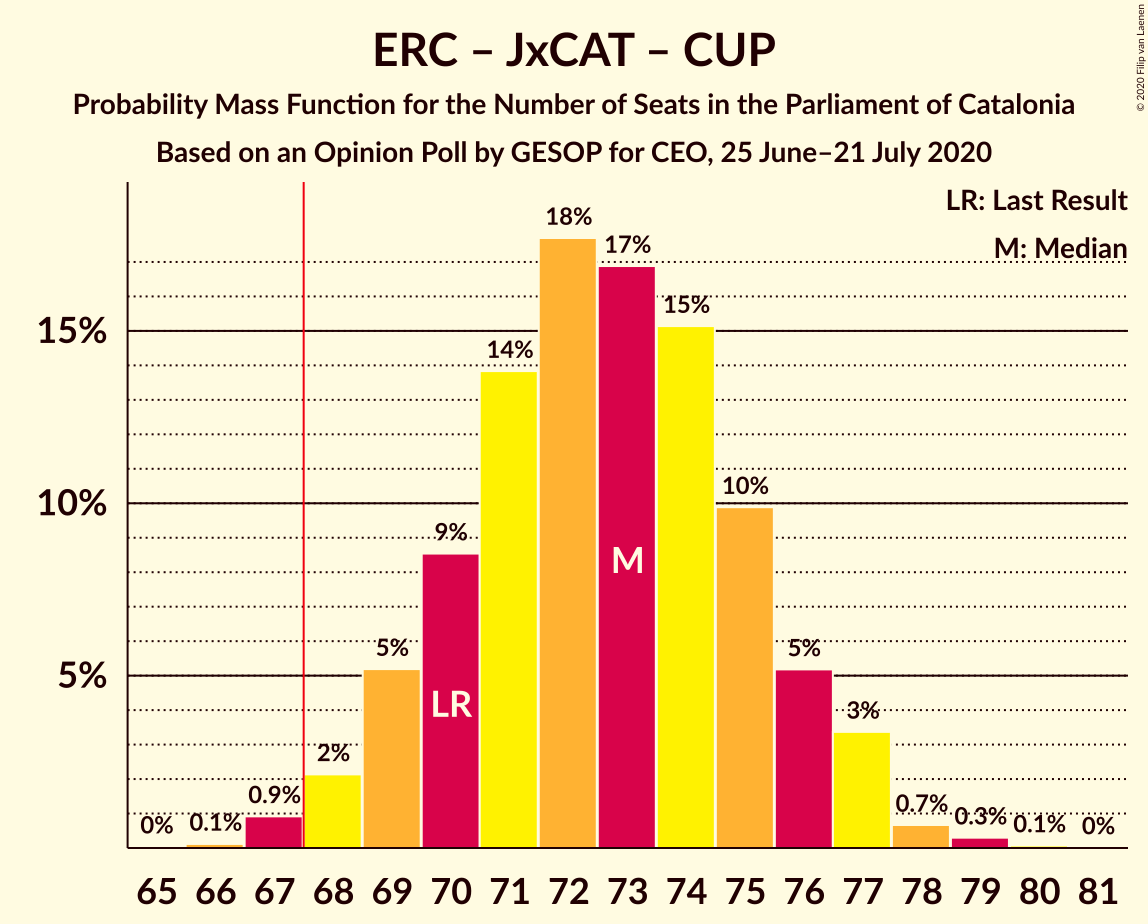 ERC – JxCAT – CUP
Probability Mass Function for the Number of Seats in the Parliament of Catalonia
Based on an Opinion Poll by GESOP for CEO, 25 June–21 July 2020
© 2020 Filip van Laenen
LR: Last Result
M: Median
15%
10%
5%
0%
0.1%
0.9%
2%
5%
9%
14%
18%
17%
15%
10%
5%
3%
0.7%
0.3%
0.1%
0%
LR
M
65 66 67 68 69 70 71 72 73 74 75 76 77 78 79 80 81